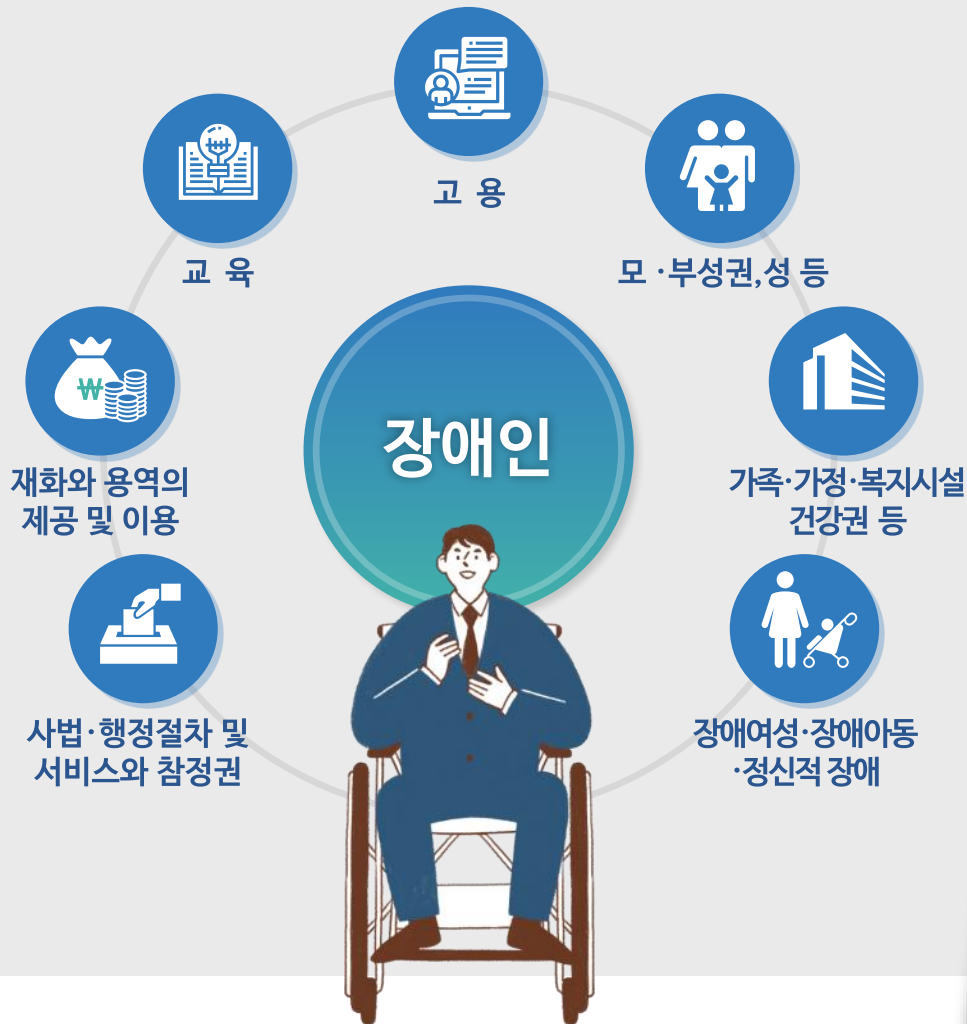 고 용
교 육
모 ·부성권,성 등
장애인
재화와 용역의
제공 및 이용
가족·가정·복지시설
건강권 등
사법·행정절차 및
서비스와 참정권
장애여성·장애아동
·정신적 장애
₩
₩